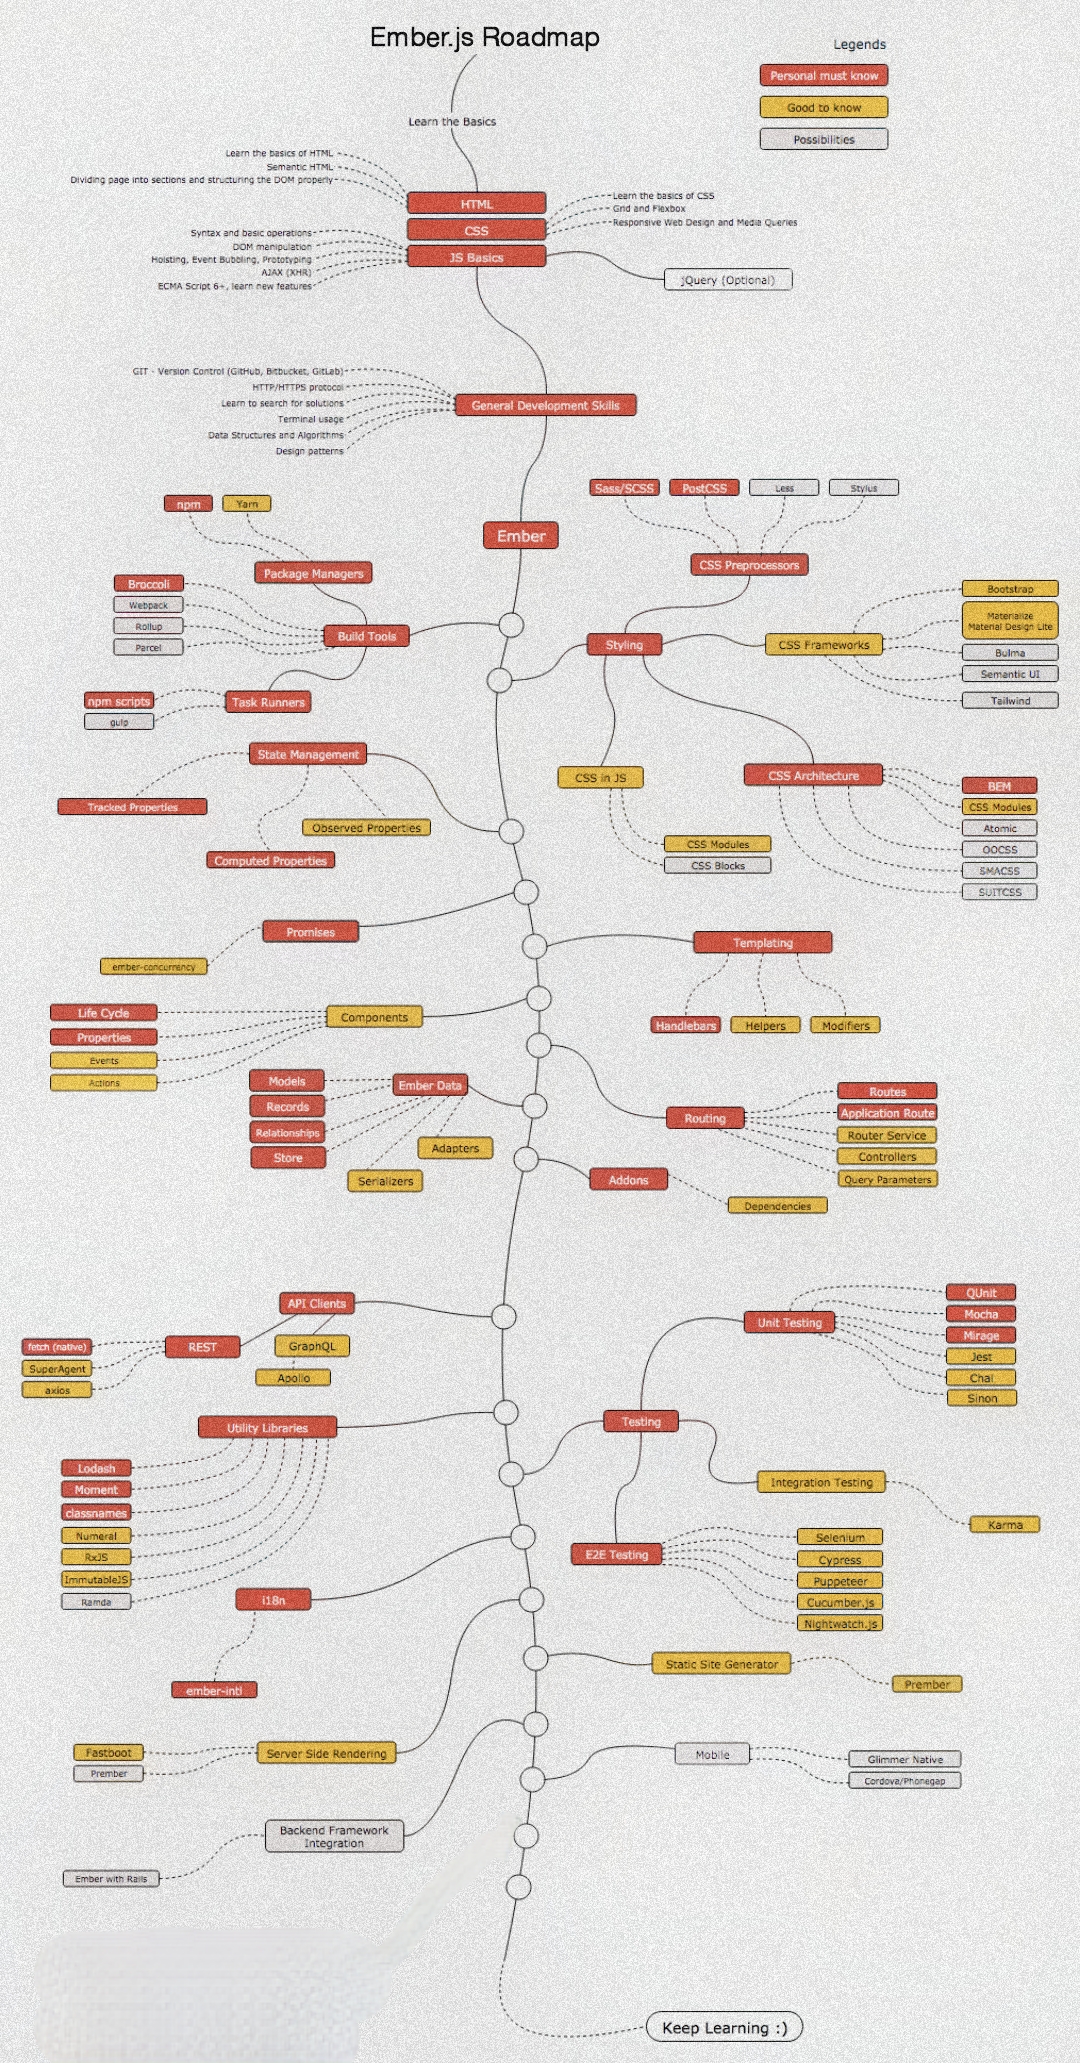 Ember.js Roadmap
Legends
Personal must know
Good to know
Possibilities
Learn the Basics
Learn the basics of HTML
Semantic HTML
Dividing page into sections and structuring the DOM properly
HTML
CSS
JS Basics
Learn the basics of CSS
Grid and Flexbox
Responsive Web Design and Media Queries
Syntax and basic operations
DOM manipulation
Hoisting, Event Bubbling, Prototyping
AJAX (XHR)
ECMA Script 6+, learn new features
jQuery (Optional)
GIT - Version Control (GitHub, Bitbucket, GitLab)
HTTP/HTTPS protocol
Learn to search for solutions
Terminal usage
Data Structures and Algorithms
Design patterns
General Development Skills
Ember
npm
Yarn
Package Managers
Broccoli
Webpack
Rollup
Parcel
Build Tools
npm scripts
gulp
Task Runners
Sass/SCSS
PostCSS
Less
Stylus
CSS Preprocessors
Styling
CSS Frameworks
Bootstrap
Materialize
Material Design Lite
Bulma
Semantic UI
Tailwind
CSS in JS
CSS Modules
CSS Blocks
CSS Architecture
BEM
CSS Modules
Atomic
OOCSS
SMACSS
SUITCSS
State Management
Tracked Properties
Observed Properties
Computed Properties
Promises
ember-concurrency
Templating
Handlebars
Helpers
Modifiers
Components
Life Cycle
Properties
Events
Actions
Ember Data
Models
Records
Relationships
Store
Adapters
Serializers
Routing
Routes
Application Route
Router Service
Controllers
Query Parameters
Addons
Dependencies
API Clients
REST
GraphQL
Apollo
fetch (native)
SuperAgent
axios
Unit Testing
QUnit
Mocha
Mirage
Jest
Chai
Sinon
Utility Libraries
Lodash
Moment
classnames
Numeral
RxJS
ImmutableJS
Ramda
Testing
Integration Testing
Karma
E2E Testing
Selenium
Cypress
Puppeteer
Cucumber.js
Nightwatch.js
i18n
ember-intl
Static Site Generator
Prember
Server Side Rendering
Fastboot
Prember
Mobile
Glimmer Native
Cordova/Phonegap
Backend Framework
Integration
Ember with Rails
Keep Learning :)